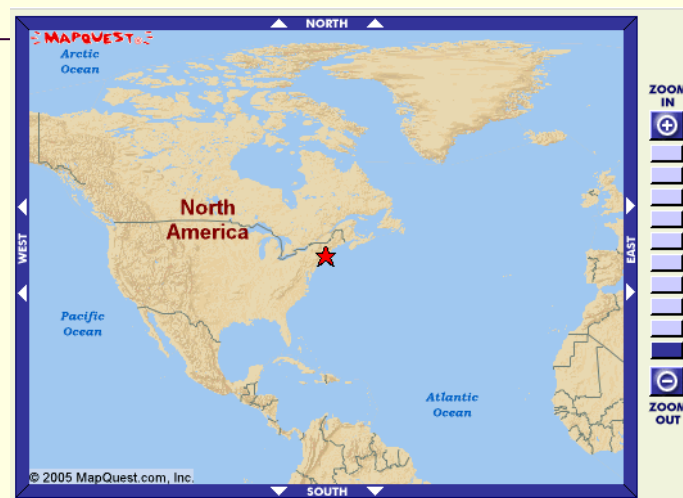 NORTH
MAPQUEST
Arctic
Ocean
ZOOM
IN
North
America
WEST
EAST
Pacific
Ocean
Atlantic
Ocean
ZOOM
OUT
© 2005 MapQuest.com, Inc.
SOUTH